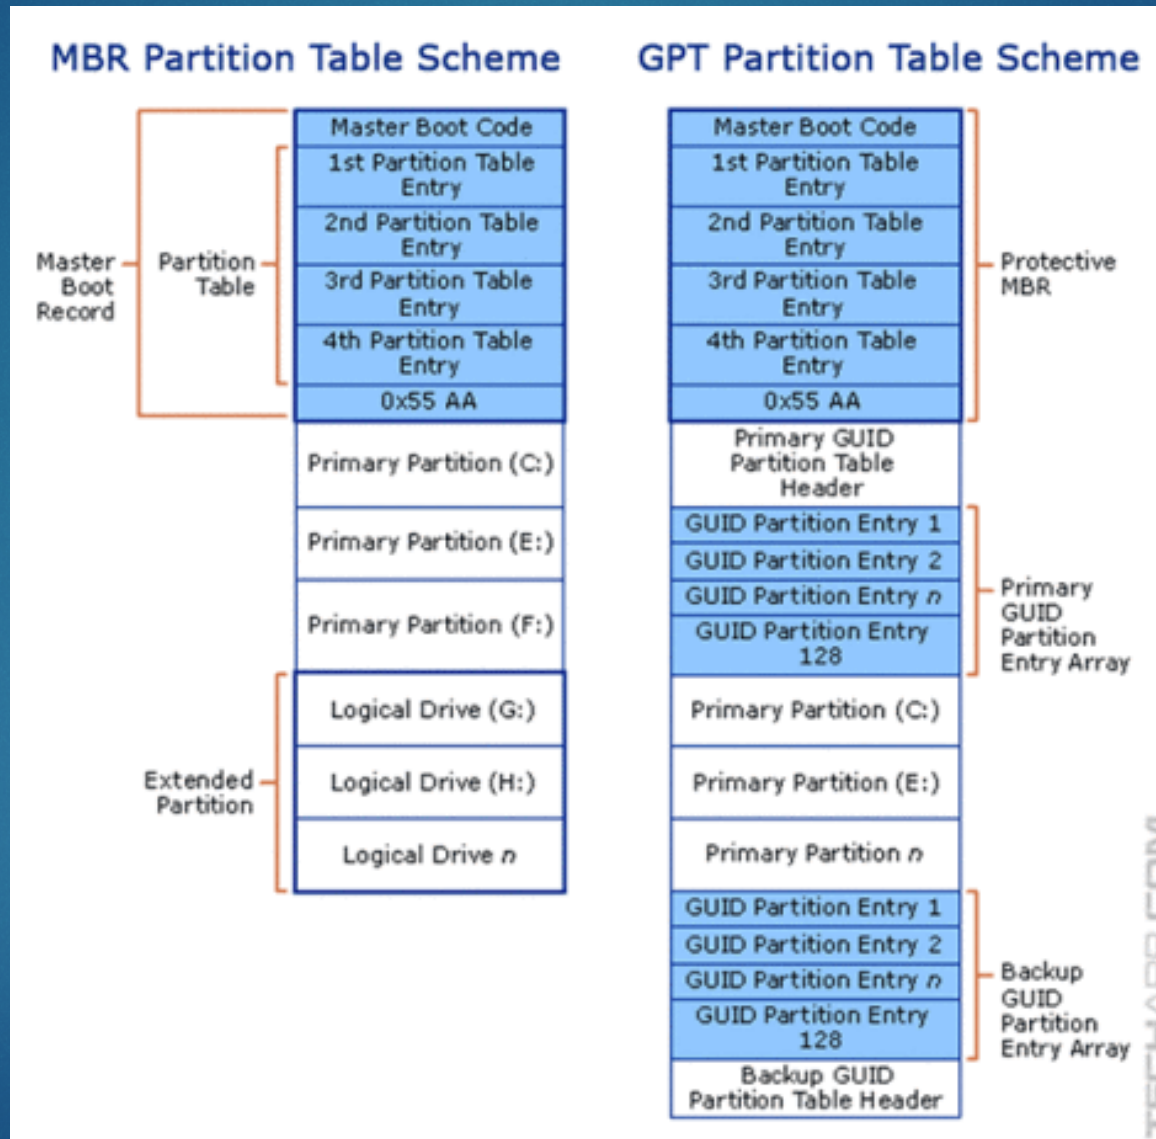 MBR Partition Table Scheme
Master Boot Code
1st Partition Table
Entry
2nd Partition Table
Entry
3rd Partition Table
Entry
4th Partition Table
Entry
0x55 AA
Master
Boot
Record
Partition
Table
Primary Partition (C:)
Primary Partition (E:)
Primary Partition (F:)
Logical Drive (G:)
Logical Drive (H:)
Logical Drive n
Extended
Partition
GPT Partition Table Scheme
Master Boot Code
1st Partition Table
Entry
2nd Partition Table
Entry
3rd Partition Table
Entry
4th Partition Table
Entry
0x55 AA
Protective
MBR
Primary GUID
Partition Table
Header
GUID Partition Entry 1
GUID Partition Entry 2
GUID Partition Entry n
GUID Partition Entry
128
Primary
GUID
Partition
Entry Array
Primary Partition (C:)
Primary Partition (E:)
Primary Partition n
GUID Partition Entry 1
GUID Partition Entry 2
GUID Partition Entry n
GUID Partition Entry
128
Backup
GUID
Partition
Entry Array
Backup GUID
Partition Table Header